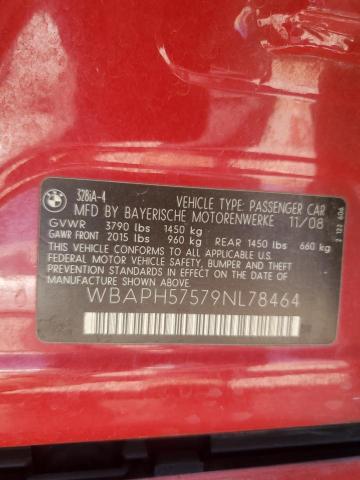 BMW
328iA-4
VEHICLE TYPE: PASSENGER CAR
MFD BY BAYERISCHE MOTORENWERKE 11/08
GVWR 3790 lbs 1450 kg
GAWR FRONT 2015 lbs 960 kg REAR 1450 lbs 660 kg
THIS VEHICLE CONFORMS TO ALL APPLICABLE U.S.
FEDERAL MOTOR VEHICLE, BUMPER AND THEFT
PREVENTION SAFETY STANDARDS IN EFFECT ON THE
DATE OF MANUFACTURE SHOWN ABOVE.
WBAPH57579NL78464